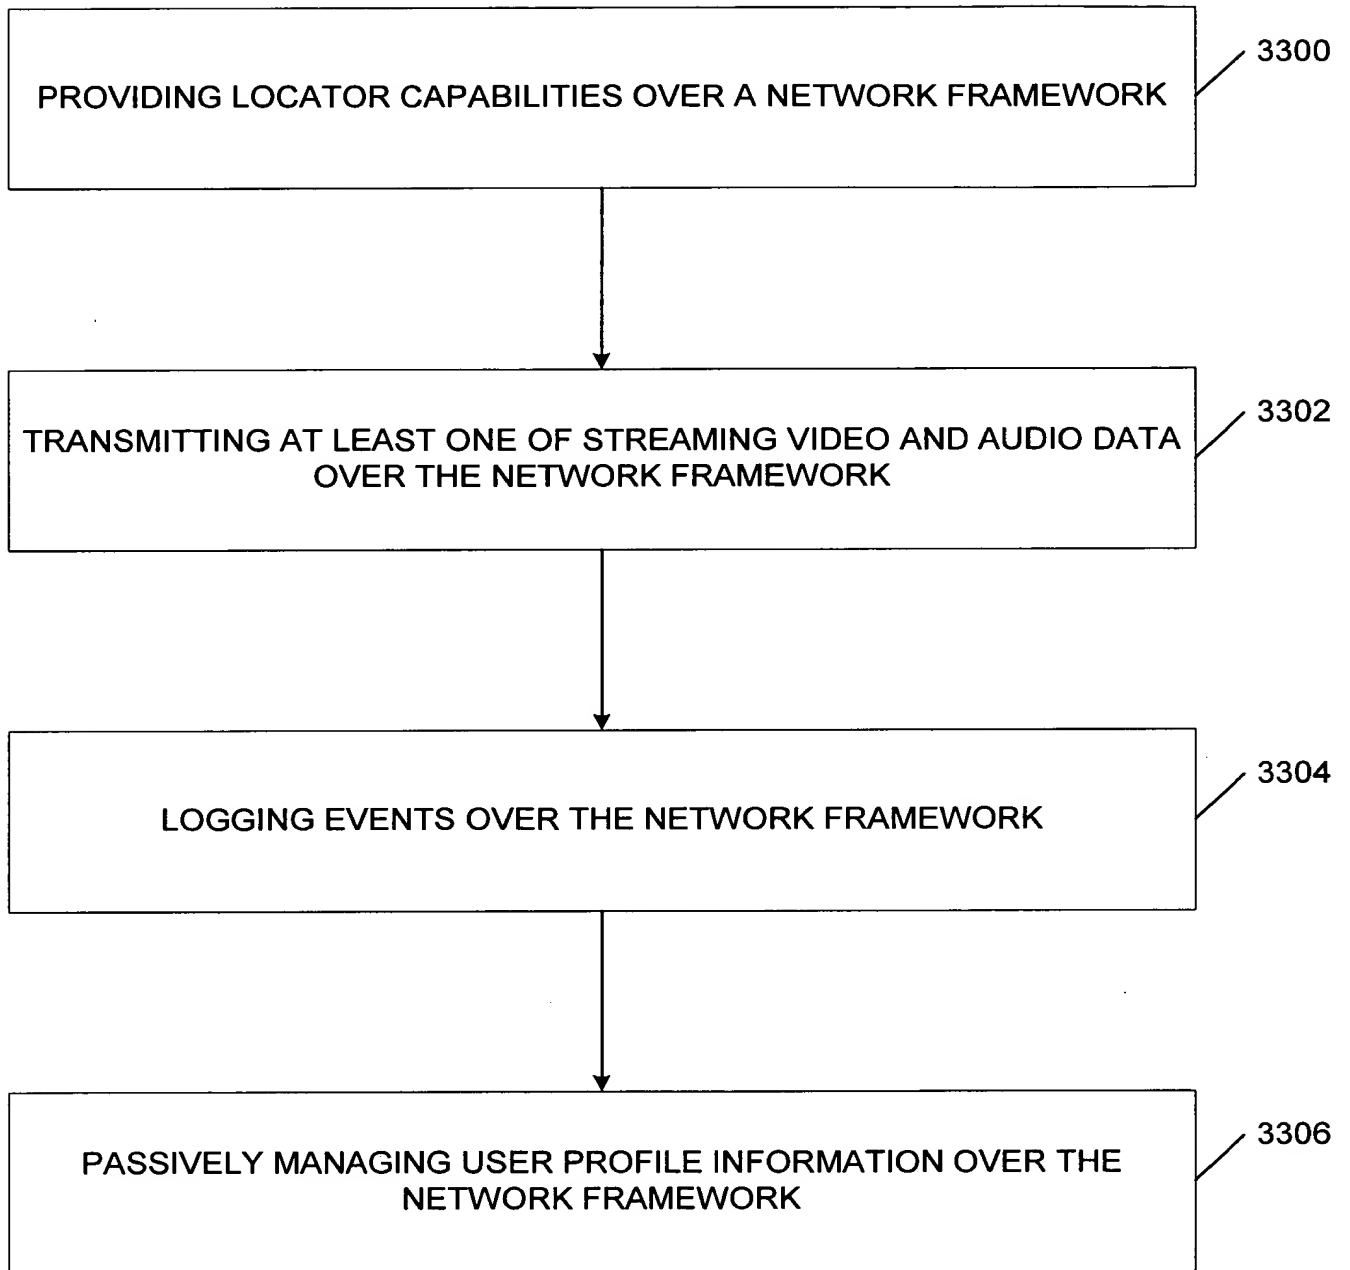 3300
PROVIDING LOCATOR CAPABILITIES OVER A NETWORK FRAMEWORK
3302
TRANSMITTING AT LEAST ONE OF STREAMING VIDEO AND AUDIO DATA
OVER THE NETWORK FRAMEWORK
3304
LOGGING EVENTS OVER THE NETWORK FRAMEWORK
3306
PASSIVELY MANAGING USER PROFILE INFORMATION OVER THE
NETWORK FRAMEWORK